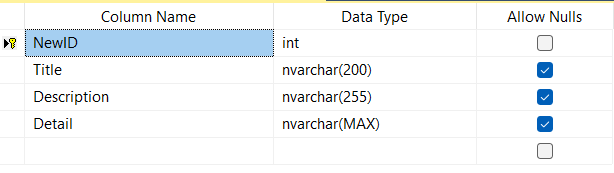 Column Name Data Type Allow Nulls
NewID int
Title nvarchar(200)
Description nvarchar(255)
Detail nvarchar(MAX)